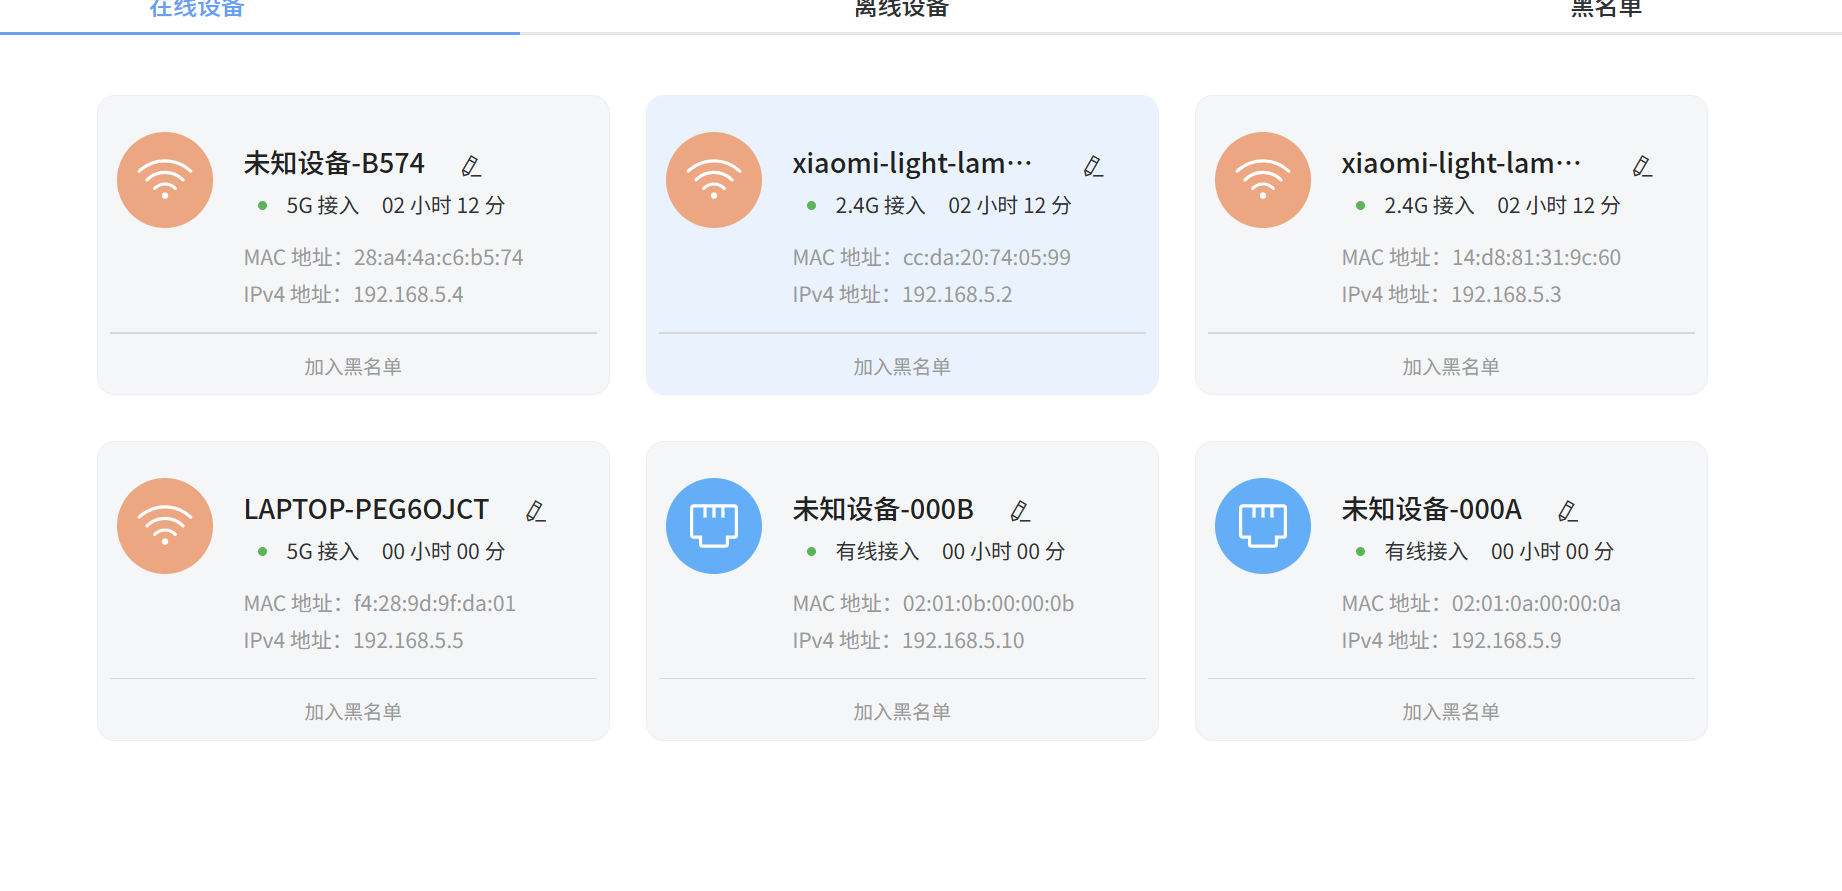 在线设备
离线设备
黑名单
未知设备-B574
5G 接入 02 小时 12 分
MAC 地址：28:a4:4a:c6:b5:74
IPv4 地址：192.168.5.4
加入黑名单
xiaomi-light-lam···
2.4G 接入 02 小时 12 分
MAC 地址：cc:da:20:74:05:99
IPv4 地址：192.168.5.2
加入黑名单
xiaomi-light-lam···
2.4G 接入 02 小时 12 分
MAC 地址：14:d8:81:31:9c:60
IPv4 地址：192.168.5.3
加入黑名单
LAPTOP-PEG6OJCT
5G 接入 00 小时 00 分
MAC 地址：f4:28:9d:9f:da:01
IPv4 地址：192.168.5.5
加入黑名单
未知设备-000B
有线接入 00 小时 00 分
MAC 地址：02:01:0b:00:00:0b
IPv4 地址：192.168.5.10
加入黑名单
未知设备-000A
有线接入 00 小时 00 分
MAC 地址：02:01:0a:00:00:0a
IPv4 地址：192.168.5.9
加入黑名单